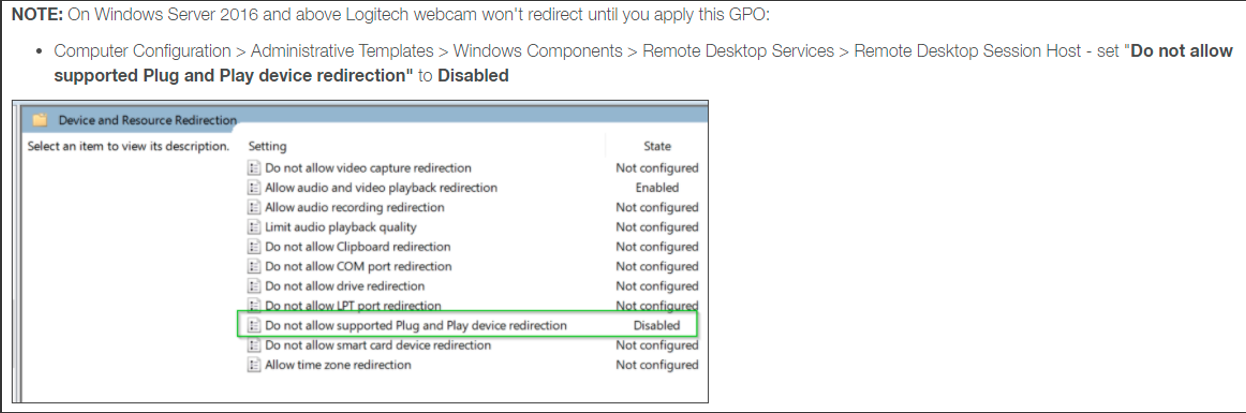 NOTE: On Windows Server 2016 and above Logitech webcam won't redirect until you apply this GPO:
• Computer Configuration > Administrative Templates > Windows Components > Remote Desktop Services > Remote Desktop Session Host - set "Do not allow
supported Plug and Play device redirection" to Disabled
Device and Resource Redirection
Select an item to view its description. Setting State
Do not allow video capture redirection Not configured
Allow audio and video playback redirection Enabled
Allow audio recording redirection Not configured
Limit audio playback quality Not configured
Do not allow Clipboard redirection Not configured
Do not allow COM port redirection Not configured
Do not allow drive redirection Not configured
Do not allow LPT port redirection Not configured
Do not allow supported Plug and Play device redirection Disabled
Do not allow smart card device redirection Not configured
Allow time zone redirection Not configured